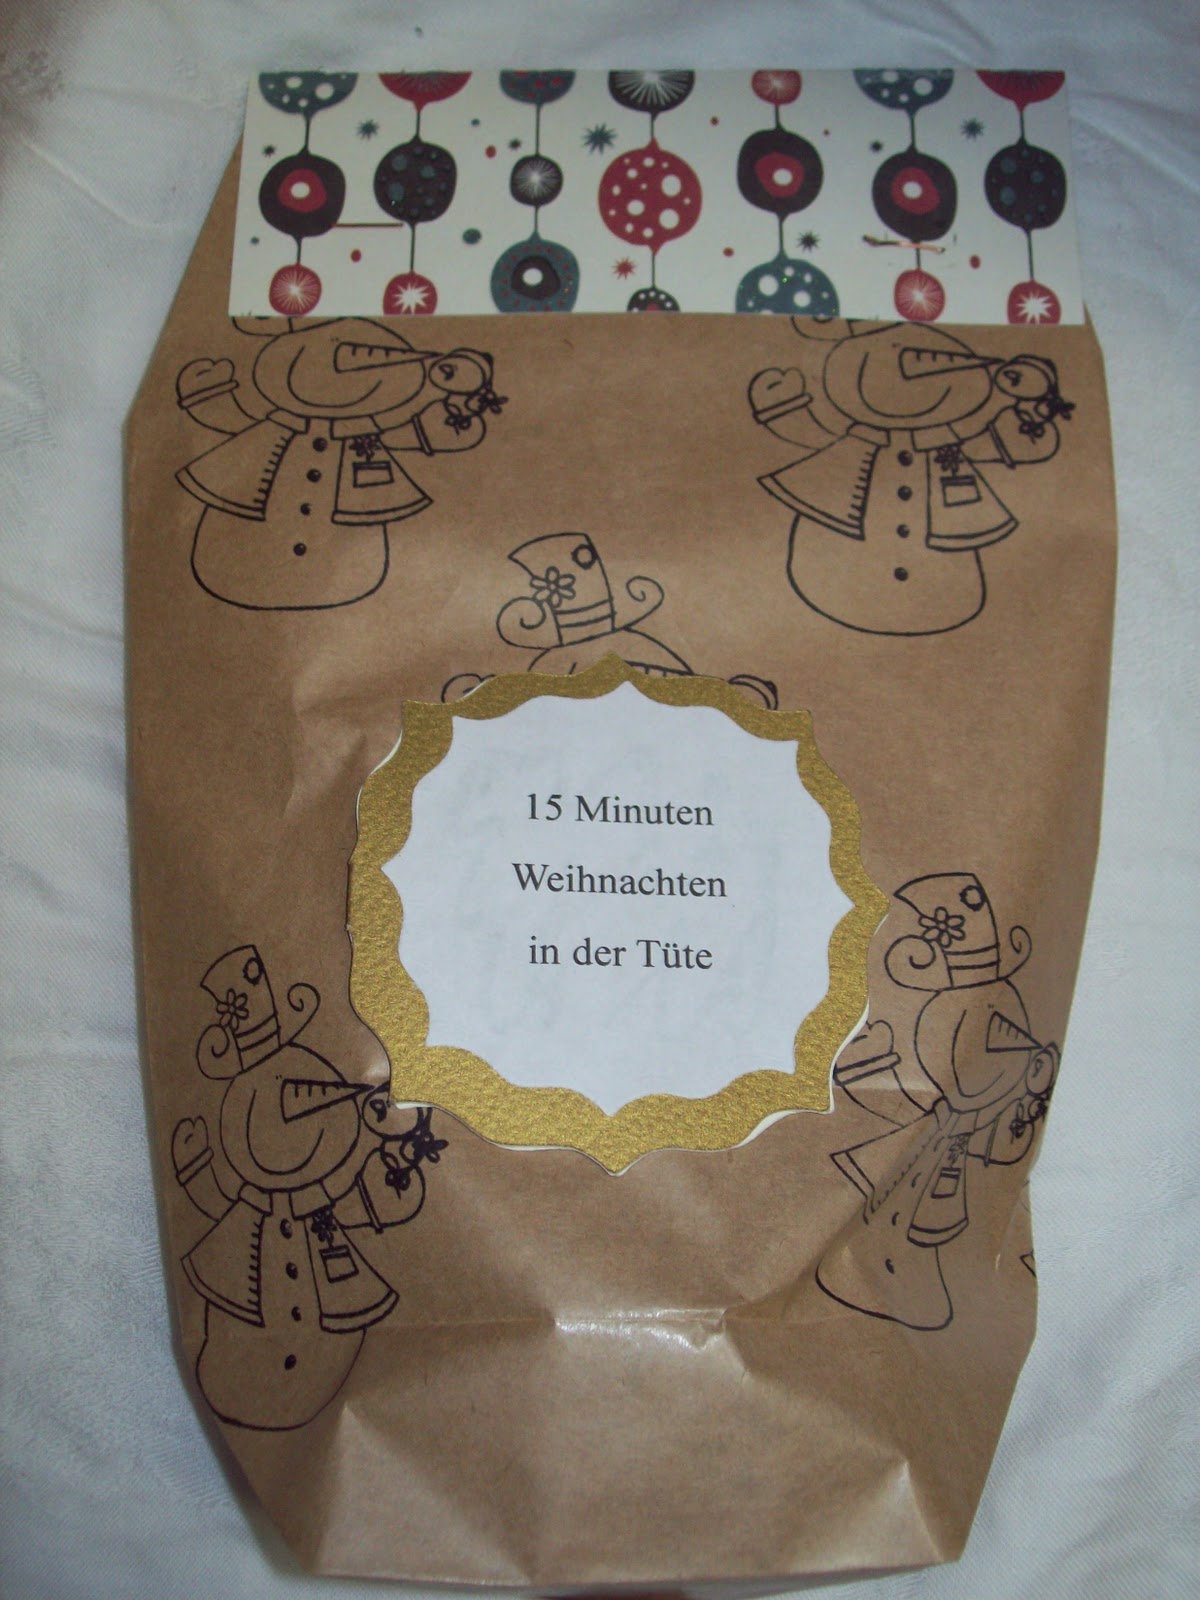 15 Minuten
Weihnachten
in der Tüte